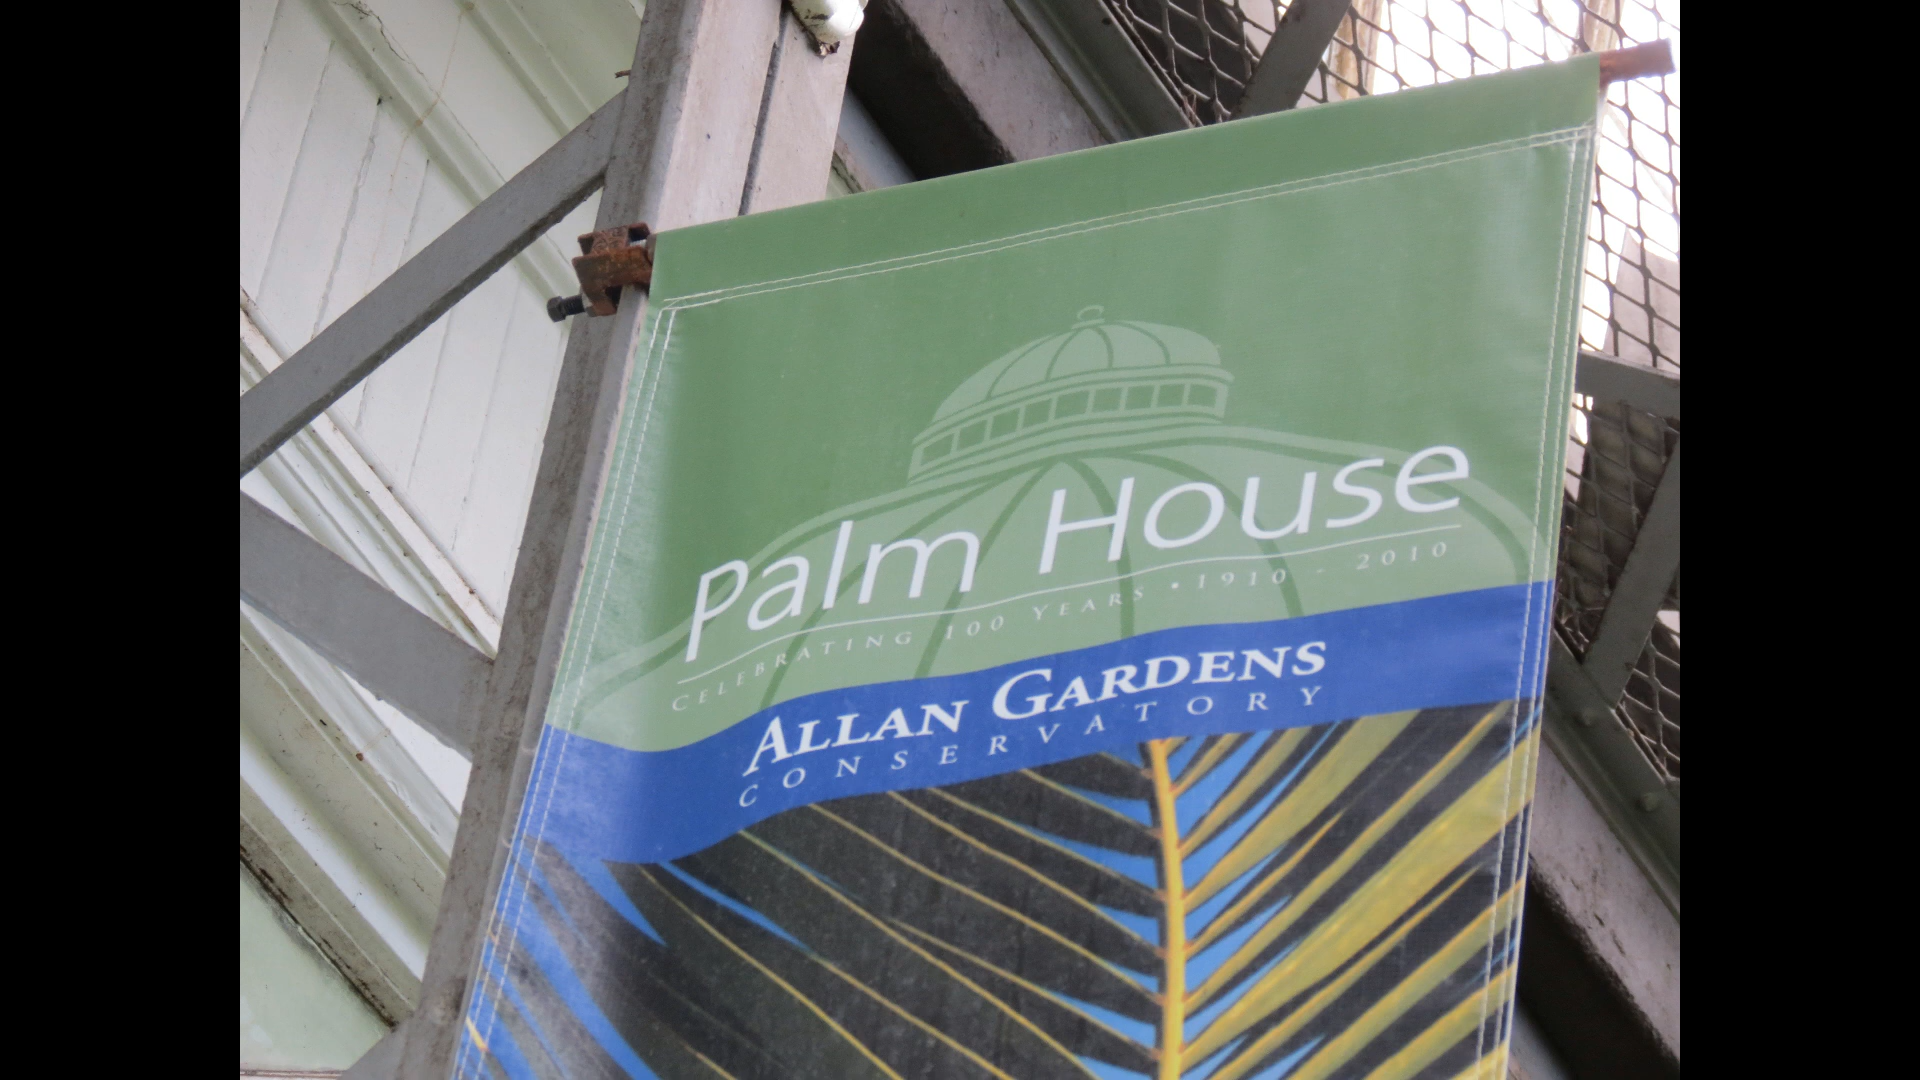 Palm House
CELEBRATING 100 YEARS • 1910 - 2010
ALLAN GARDENS
CONSERVATORY